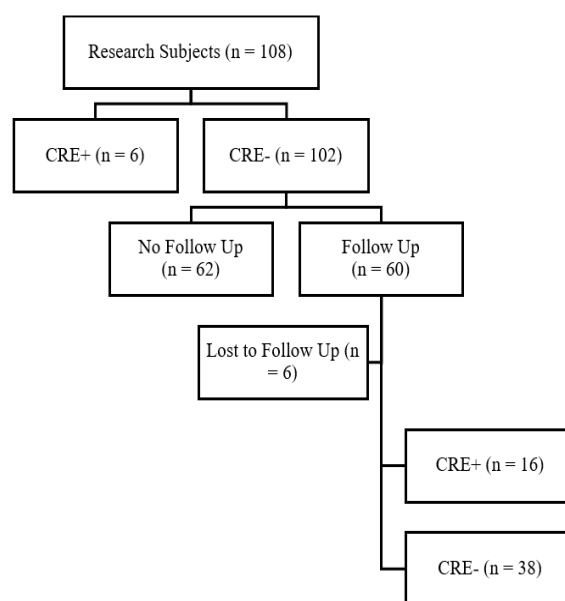 Research Subjects (n = 108)
CRE+ (n = 6)
CRE- (n = 102)
No Follow Up
(n = 62)
Follow Up
(n = 60)
Lost to Follow Up (n
= 6)
CRE+ (n = 16)
CRE- (n = 38)